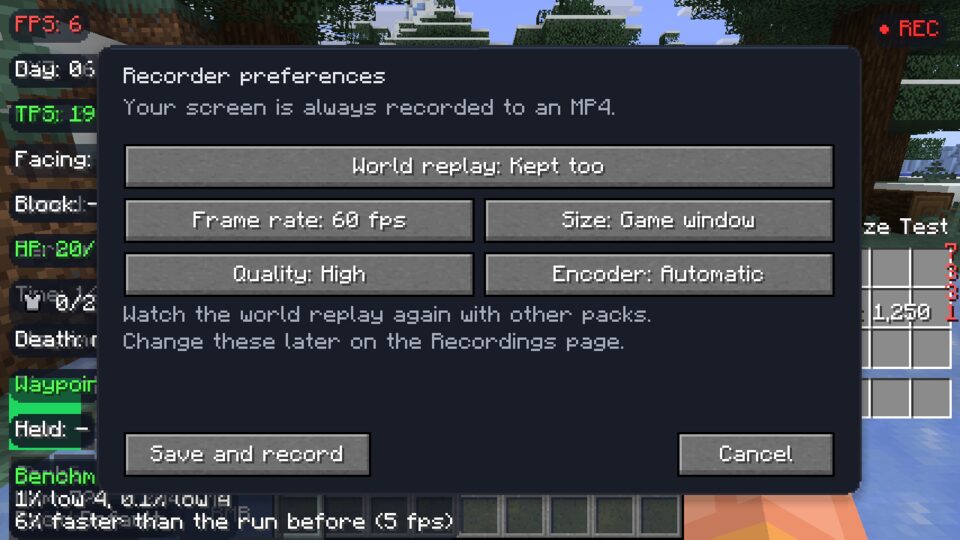 FPS: 6
REC
Day: 06
TPS: 19
Facing:
Block: -
HP: 20/
0/2
Death:
Waypoin
Held: -
Benchm
1% low 4, 0.1% low 4
6% faster than the run before (5 fps)
Recorder preferences
Your screen is always recorded to an MP4.
World replay: Kept too
Frame rate: 60 fps
Size: Game window
Quality: High
Encoder: Automatic
Watch the world replay again with other packs.
Change these later on the Recordings page.
Save and record
Cancel
ze Test
1,250